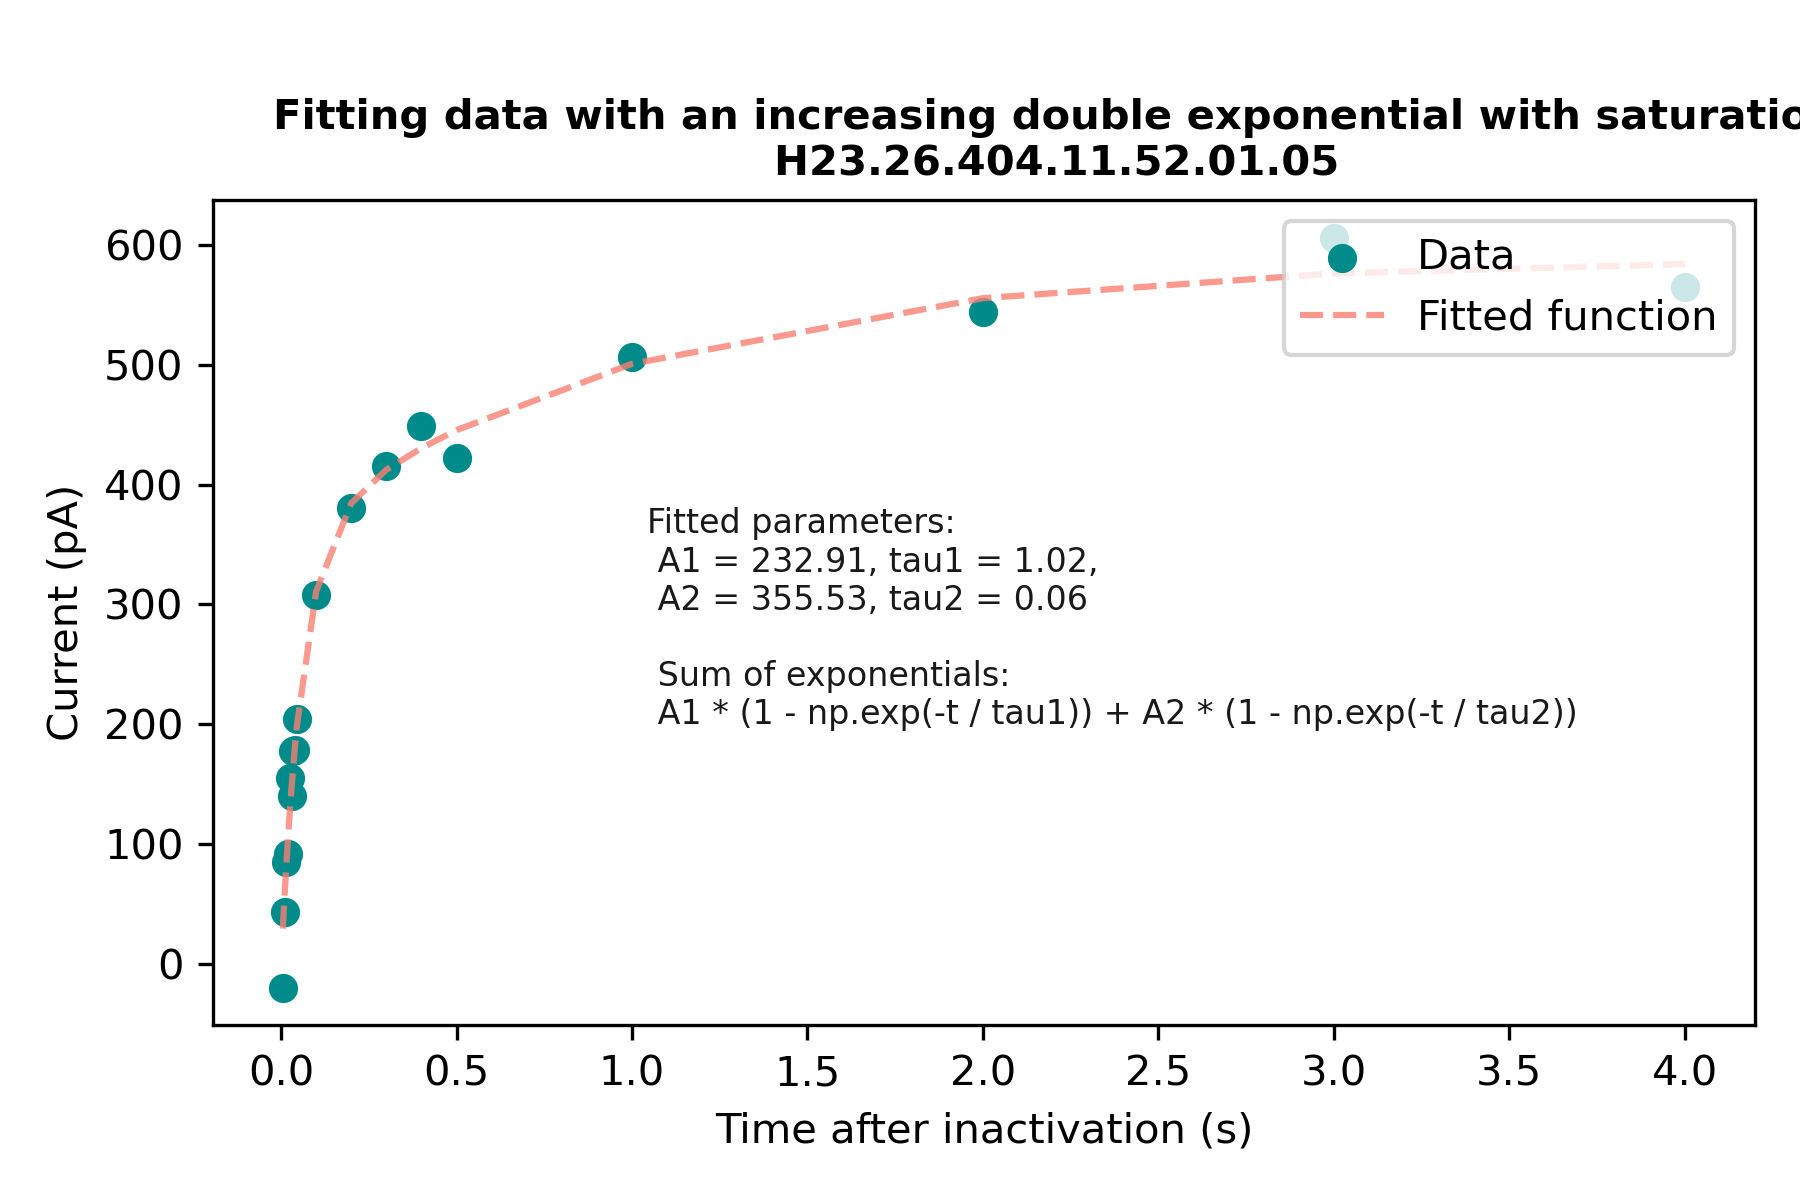 Fitting data with an increasing double exponential with saturatio
H23.26.404.11.52.01.05
600
500
400
300
200
100
0
Current (pA)
Data
Fitted function
Fitted parameters:
A1 = 232.91, tau1 = 1.02,
A2 = 355.53, tau2 = 0.06
Sum of exponentials:
A1 * (1 - np.exp(-t / tau1)) + A2 * (1 - np.exp(-t / tau2))
0.0 0.5 1.0 1.5 2.0 2.5 3.0 3.5 4.0
Time after inactivation (s)